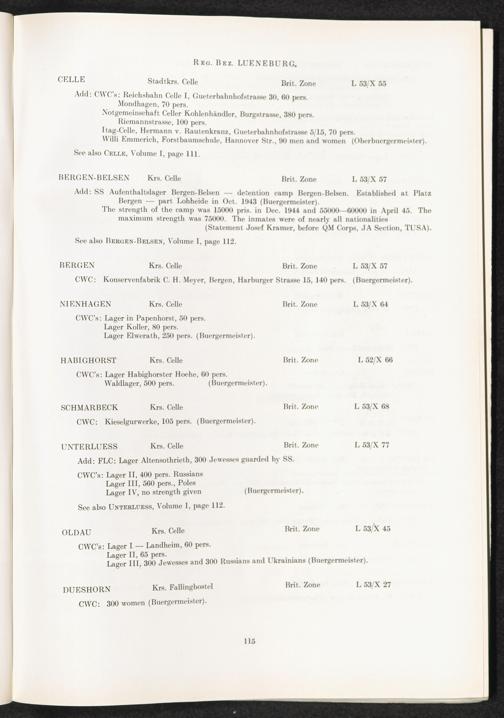 REG. BEZ. LUENEBURG.
CELLE Stadtkrs. Celle Brit. Zone L 53/X 55
Add: CWC's: Reichsbahn Celle I, Gueterbahnhofstrasse 30, 60 pers.
Mondhagen, 70 pers.
Notgemeinschaft Celler Kohlenhändler, Burgstrasse, 380 pers.
Riemannstrasse, 100 pers.
Itag-Celle, Hermann v. Rautenkranz, Gueterbahnhofstrasse 5/15, 70 pers.
Willi Emmerich, Forstbaumschule, Hannover Str., 90 men and women (Oberbuergermeister).
See also CELLE, Volume I, page 111.
BERGEN-BELSEN Krs. Celle Brit. Zone L 53/X 57
Add: SS Aufenthaltslager Bergen-Belsen — detention camp Bergen-Belsen. Established at Platz
Bergen — part Lohheide in Oct. 1943 (Buergermeister).
The strength of the camp was 15000 pris. in Dec. 1944 and 55000—60000 in April 45. The
maximum strength was 75000. The inmates were of nearly all nationalities
(Statement Josef Kramer, before QM Corps, JA Section, TUSA).
See also BERGEN-BELSEN, Volume I, page 112.
BERGEN Krs. Celle Brit. Zone L 53/X 57
CWC: Konservenfabrik C. H. Meyer, Bergen, Harburger Strasse 15, 140 pers. (Buergermeister).
NIENHAGEN Krs. Celle Brit. Zone L 53/X 64
CWC's: Lager in Papenhorst, 50 pers.
Lager Koller, 80 pers.
Lager Elwerath, 250 pers. (Buergermeister).
HABIGHORST Krs. Celle Brit. Zone L 52/X 66
CWC's: Lager Habighorster Hoehe, 60 pers.
Waldlager, 500 pers. (Buergermeister).
SCHMARBECK Krs. Celle Brit. Zone L 53/X 68
CWC: Kieselgurwerke, 105 pers. (Buergermeister).
UNTERLUESS Krs. Celle Brit. Zone L 53/X 77
Add: FLC: Lager Altensothrieth, 300 Jewesses guarded by SS.
CWC's: Lager II, 400 pers. Russians
Lager III, 560 pers., Poles
Lager IV, no strength given (Buergermeister).
See also UNTERLUESS, Volume I, page 112.
OLDAU Krs. Celle Brit. Zone L 53/X 45
CWC's: Lager I — Landheim, 60 pers.
Lager II, 65 pers.
Lager III, 300 Jewesses and 300 Russians and Ukrainians (Buergermeister).
DUESHORN Krs. Fallingbostel Brit. Zone L 53/X 27
CWC: 300 women (Buergermeister).
115